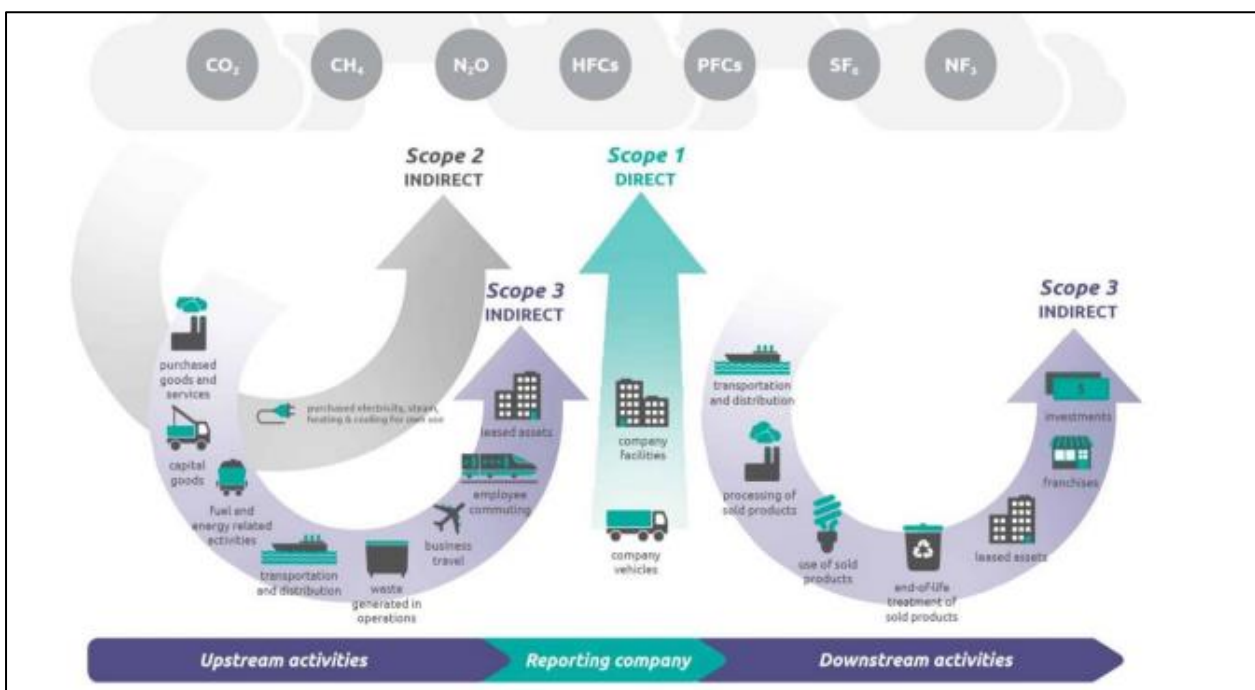 CO₂
CH₄
N₂O
HFCs
PFCs
SF₆
NF₃
Scope 2
INDIRECT
Scope 1
DIRECT
Scope 3
INDIRECT
Scope 3
INDIRECT
purchased
goods and
services
capital
goods
fuel and
energy related
activities
transportation
and distribution
waste
generated in
operations
business
travel
employee
commuting
leased assets
purchased electricity, steam,
heating & cooling for own use
company
facilities
company
vehicles
transportation
and distribution
processing of
sold products
use of sold
products
end-of-life
treatment of
sold products
leased assets
franchises
$
investments
Upstream activities
Reporting company
Downstream activities